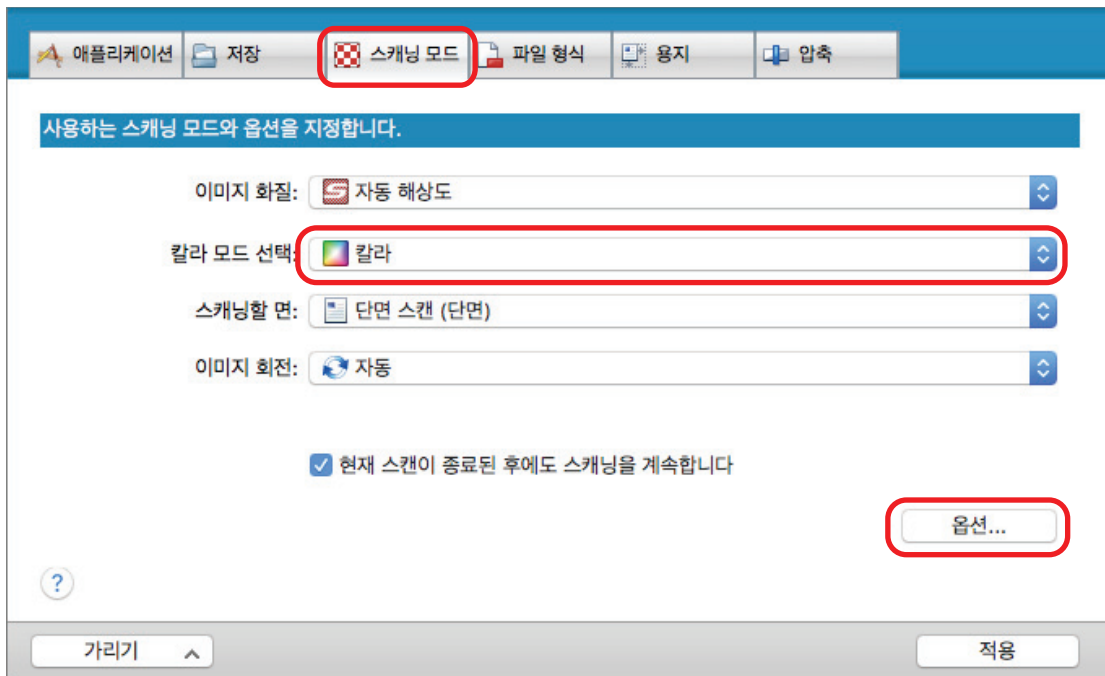 애플리케이션 저장 스캐닝 모드 파일 형식 용지 압축
사용하는 스캐닝 모드와 옵션을 지정합니다.
이미지 화질: 자동 해상도
칼라 모드 선택: 칼라
스캐닝할 면: 단면 스캔 (단면)
이미지 회전: 자동
현재 스캔이 종료된 후에도 스캐닝을 계속합니다
옵션...
?
가리기 적용